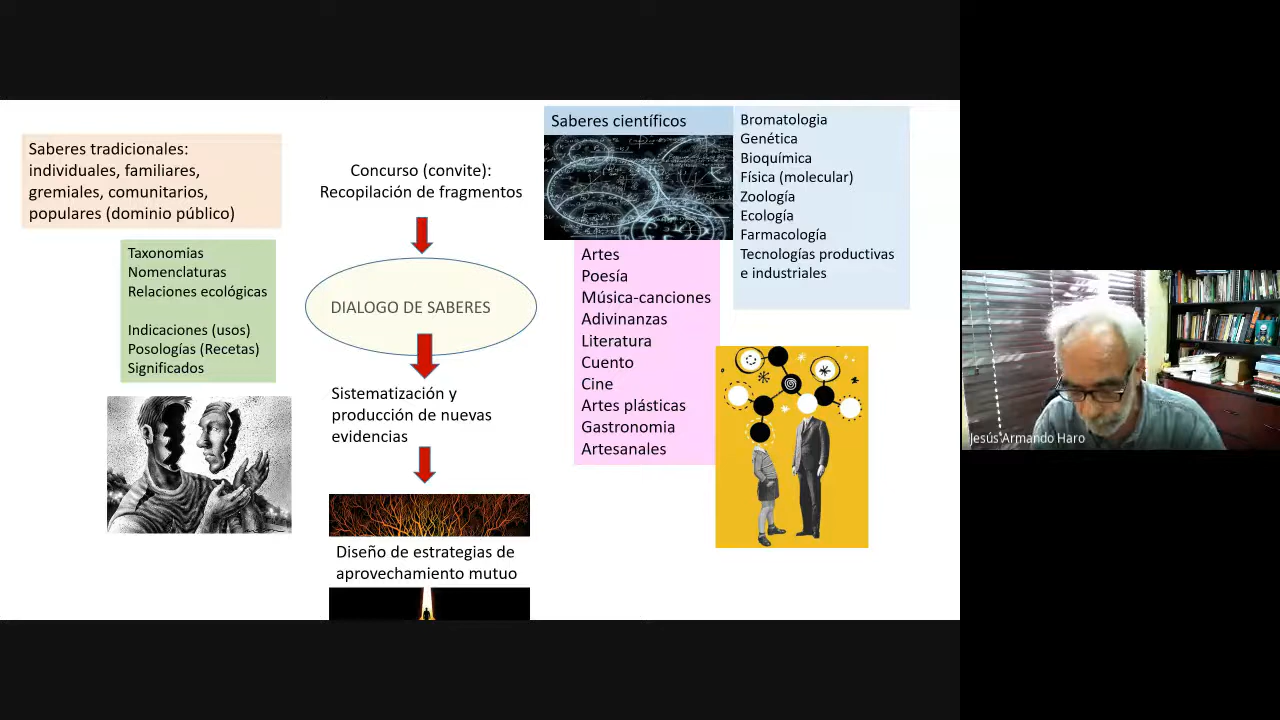 Saberes tradicionales:
individuales, familiares,
gremiales, comunitarios,
populares (dominio público)
Taxonomias
Nomenclaturas
Relaciones ecológicas
Indicaciones (usos)
Posologías (Recetas)
Significados
Concurso (convite):
Recopilación de fragmentos
DIALOGO DE SABERES
Sistematización y
producción de nuevas
evidencias
Diseño de estrategias de
aprovechamiento mutuo
Saberes científicos
Artes
Poesía
Música-canciones
Adivinanzas
Literatura
Cuento
Cine
Artes plásticas
Gastronomia
Artesanales
Bromatologia
Genética
Bioquímica
Física (molecular)
Zoología
Ecología
Farmacología
Tecnologías productivas
e industriales
Jesús Armando Haro